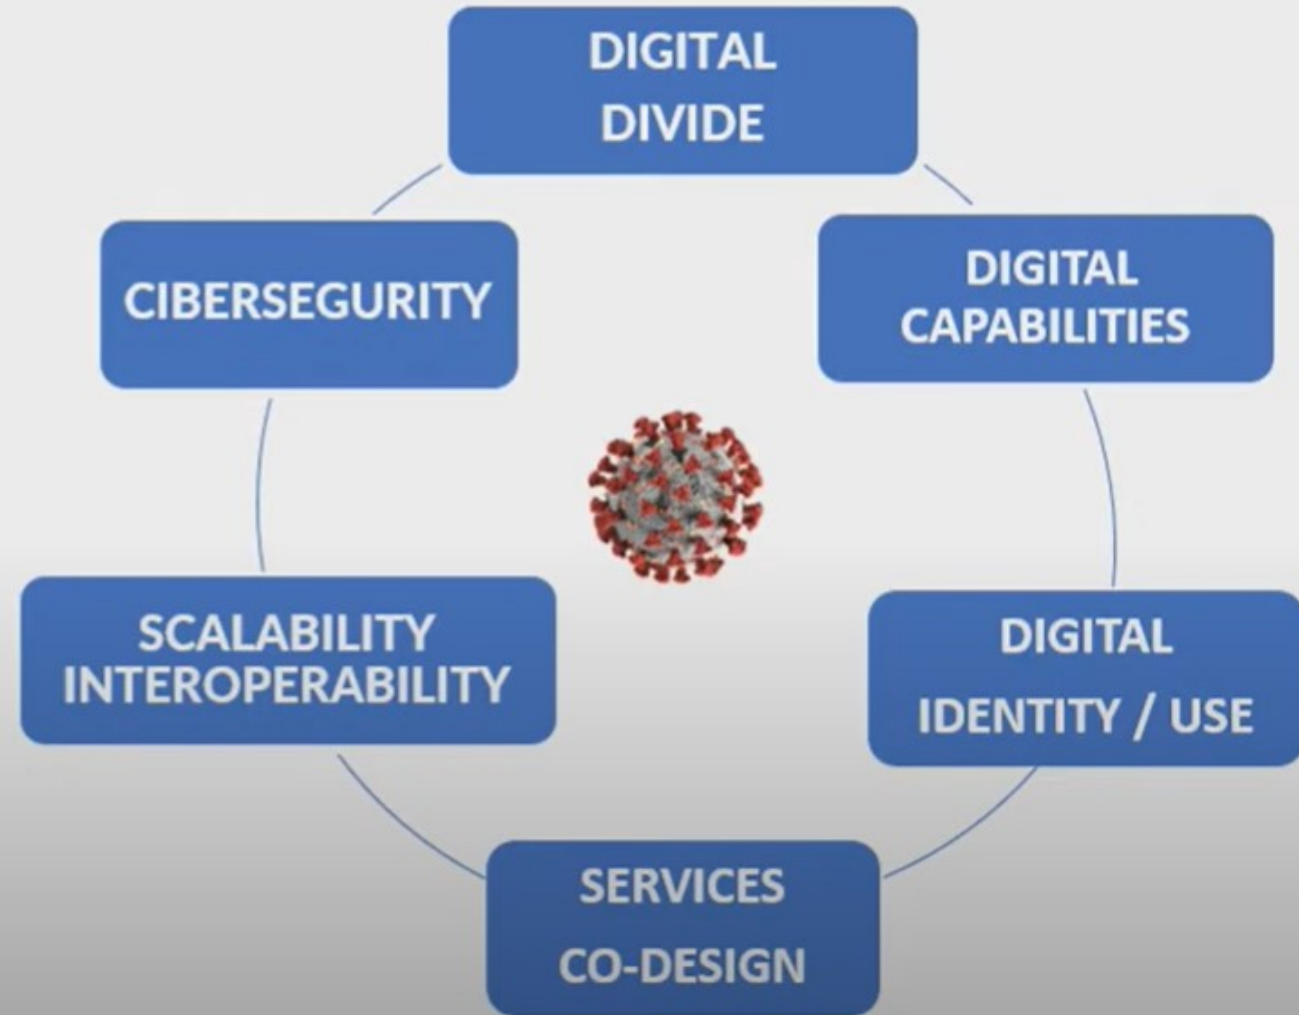 DIGITAL
DIVIDE
DIGITAL
CAPABILITIES
DIGITAL
IDENTITY / USE
SERVICES
CO-DESIGN
SCALABILITY
INTEROPERABILITY
CIBERSEGURITY